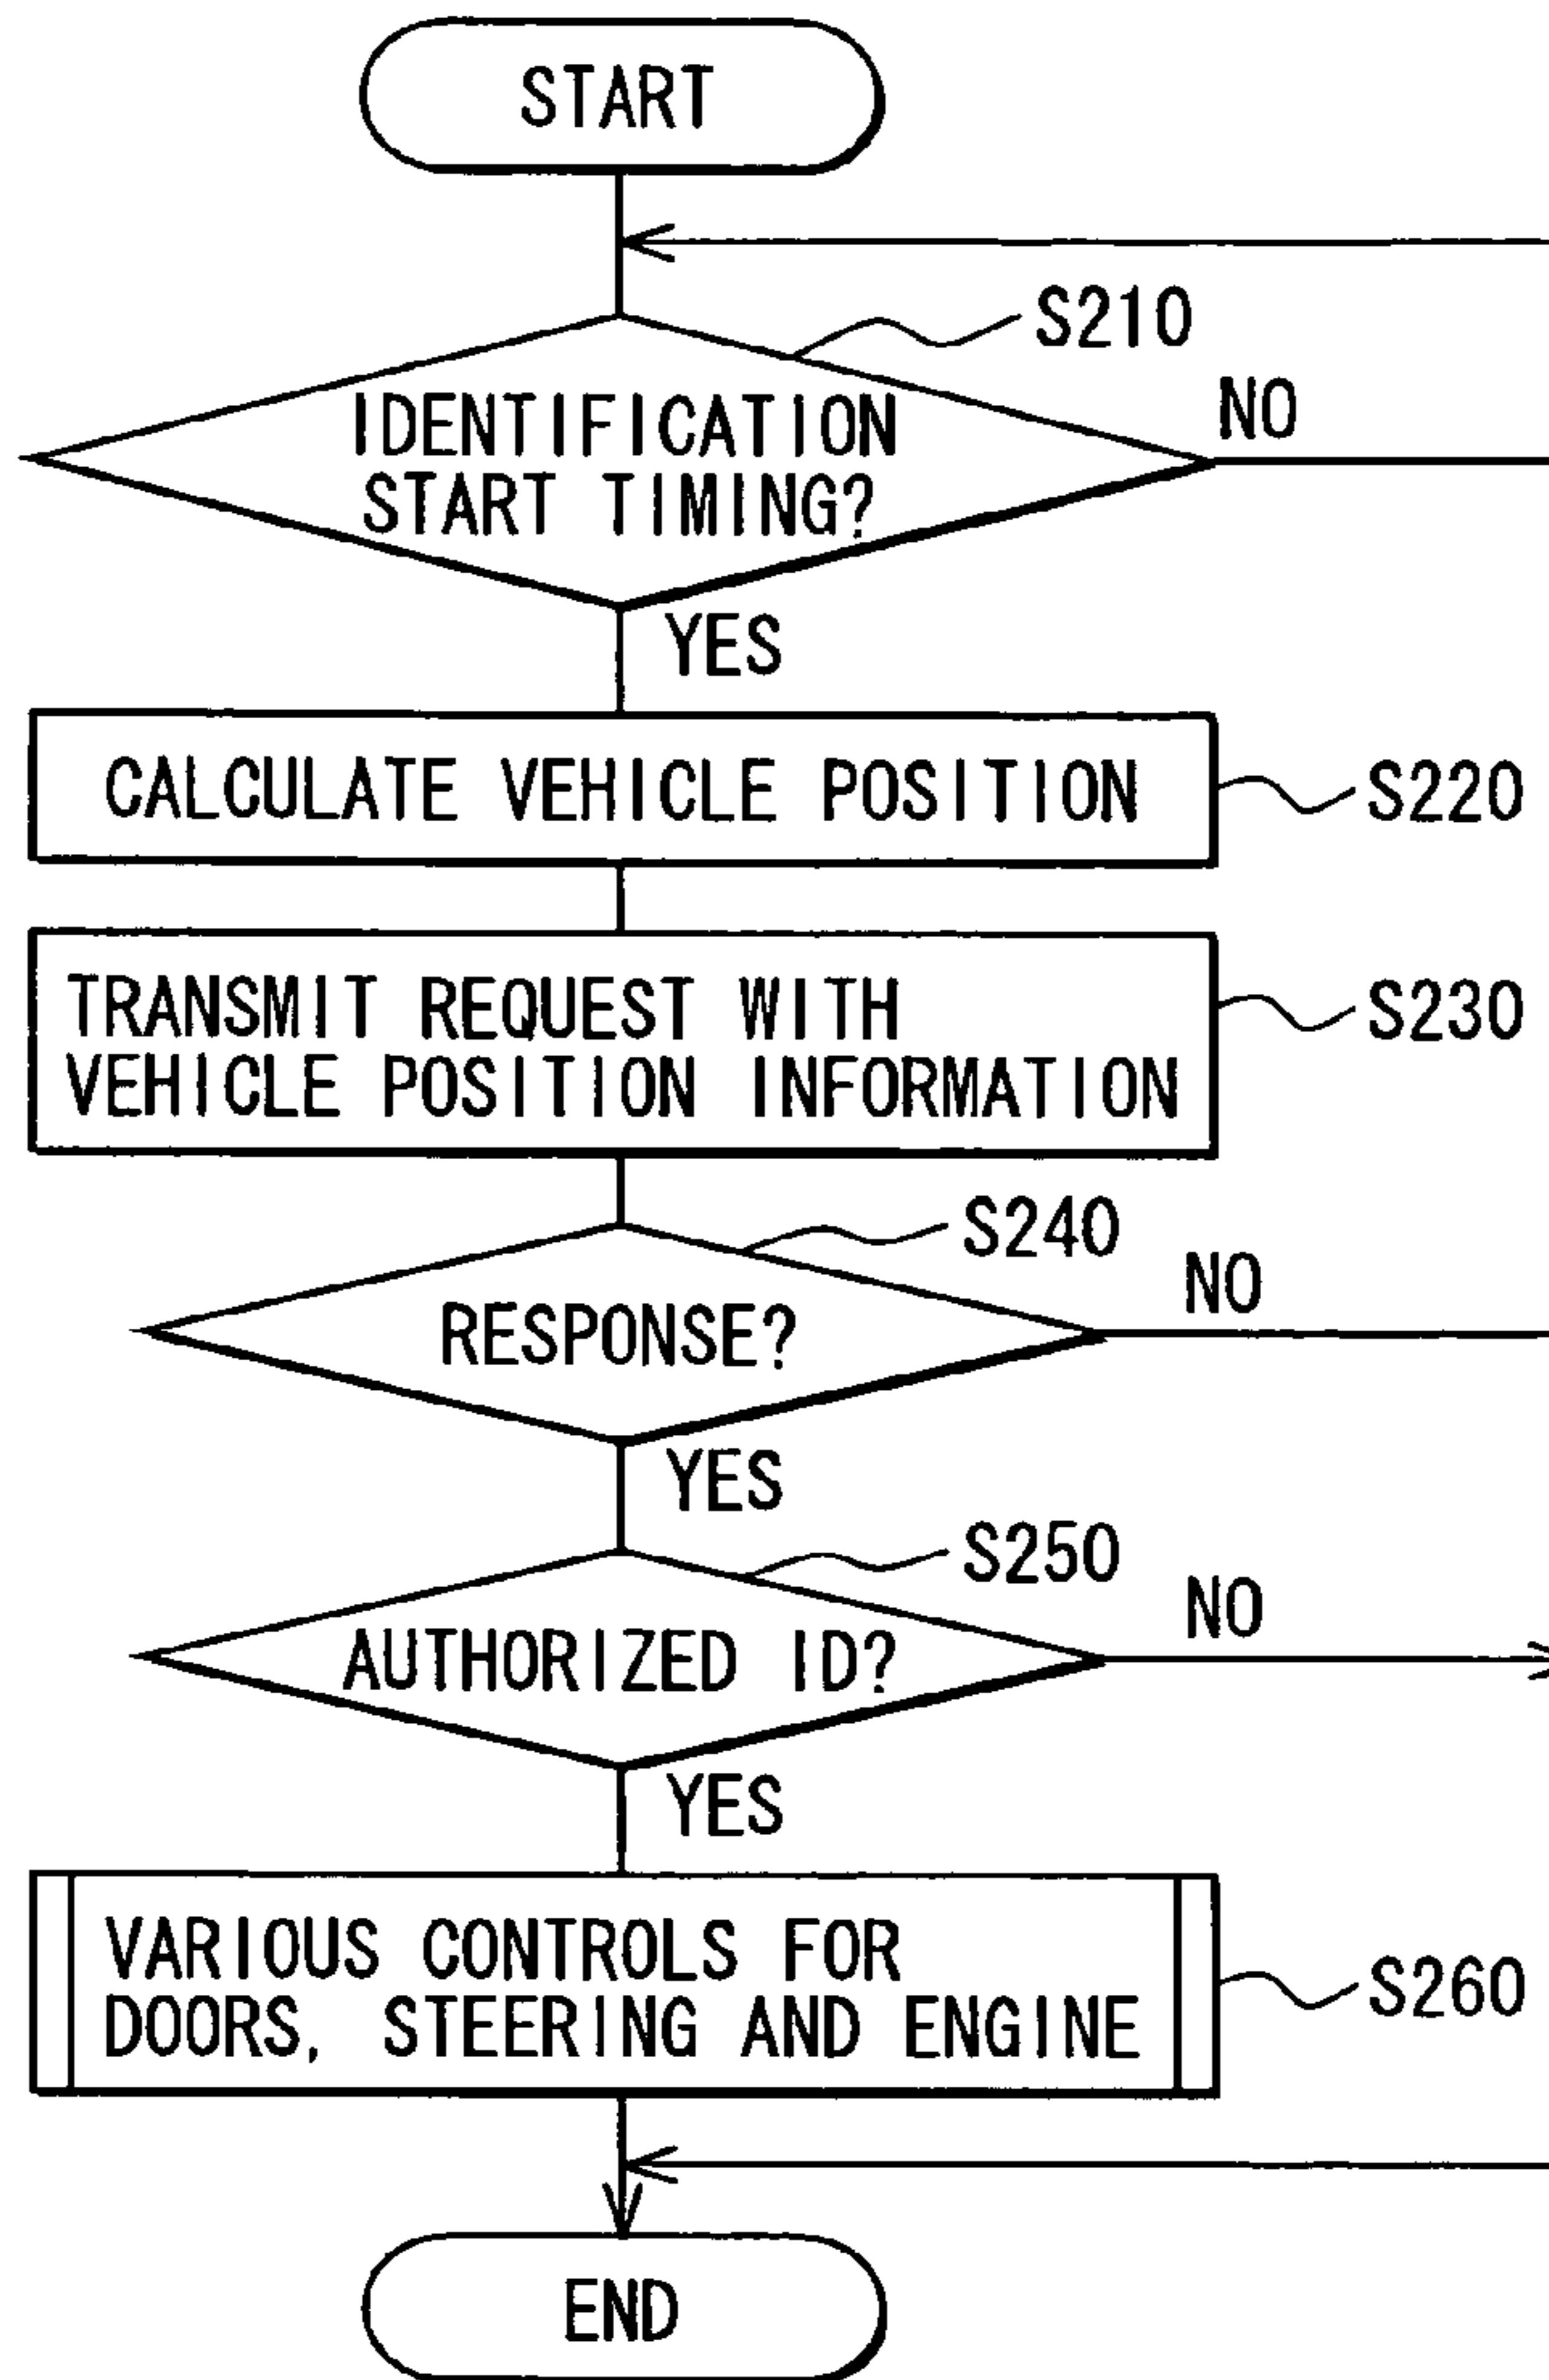 START
S210
IDENTIFICATION
START TIMING?
NO
YES
CALCULATE VEHICLE POSITION
S220
TRANSMIT REQUEST WITH
VEHICLE POSITION INFORMATION
S230
S240
RESPONSE?
NO
YES
S250
AUTHORIZED ID?
NO
YES
VARIOUS CONTROLS FOR
DOORS, STEERING AND ENGINE
S260
END